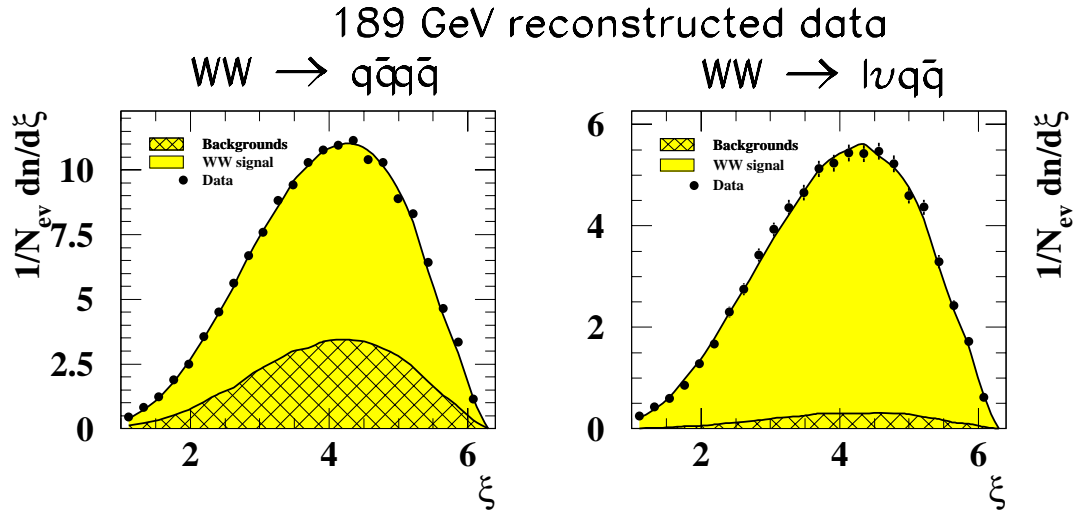 189 GeV reconstructed data
WW → qq̄qq̄
1/N_ev dn/dξ
10
7.5
5
2.5
0
2
4
6
ξ
Backgrounds
WW signal
Data
WW → lνqq̄
6
4
2
0
2
4
6
ξ
Backgrounds
WW signal
Data
1/N_ev dn/dξ